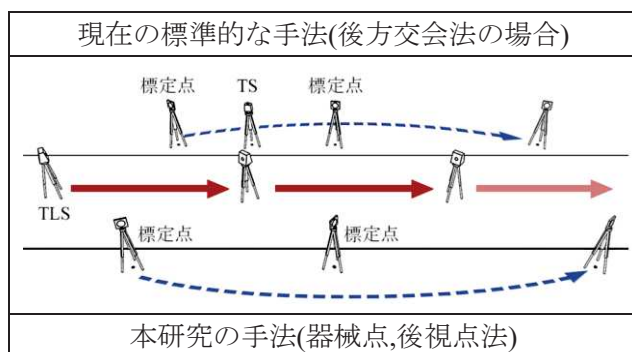 現在の標準的な手法(後方交会法の場合)
標定点 TS 標定点
TLS
標定点 標定点
本研究の手法(器械点,後視点法)